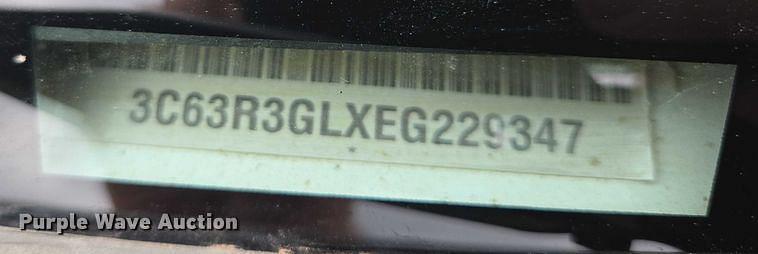 3C63R3GLXEG229347
Purple Wave Auction